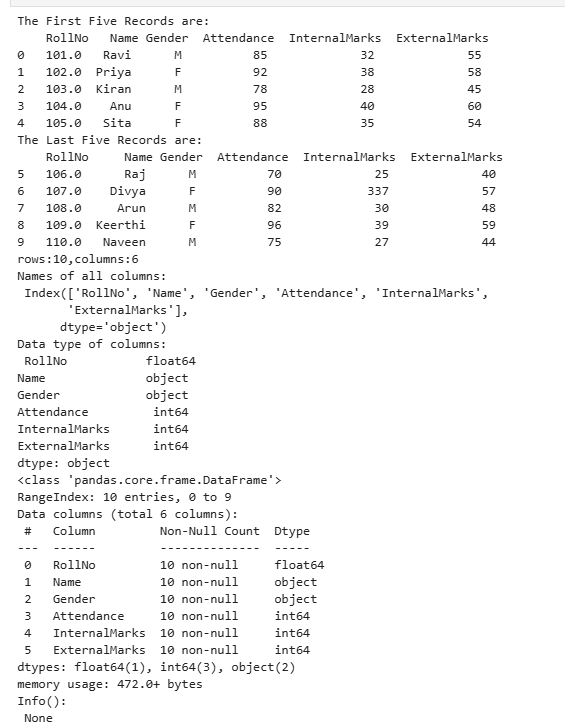 The First Five Records are:
   RollNo   Name Gender  Attendance  InternalMarks  ExternalMarks
0   101.0   Ravi      M          85             32             55
1   102.0  Priya      F          92             38             58
2   103.0  Kiran      M          78             28             45
3   104.0    Anu      F          95             40             60
4   105.0   Sita      F          88             35             54
The Last Five Records are:
   RollNo     Name Gender  Attendance  InternalMarks  ExternalMarks
5   106.0      Raj      M          70             25             40
6   107.0    Divya      F          90            337             57
7   108.0     Arun      M          82             30             48
8   109.0  Keerthi      F          96             39             59
9   110.0   Naveen      M          75             27             44
rows:10,columns:6
Names of all columns:
 Index(['RollNo', 'Name', 'Gender', 'Attendance', 'InternalMarks',
       'ExternalMarks'],
      dtype='object')
Data type of columns:
 RollNo           float64
Name              object
Gender            object
Attendance         int64
InternalMarks      int64
ExternalMarks      int64
dtype: object
<class 'pandas.core.frame.DataFrame'>
RangeIndex: 10 entries, 0 to 9
Data columns (total 6 columns):
 #   Column         Non-Null Count  Dtype
---  ------         --------------  -----
 0   RollNo         10 non-null     float64
 1   Name           10 non-null     object
 2   Gender         10 non-null     object
 3   Attendance     10 non-null     int64
 4   InternalMarks  10 non-null     int64
 5   ExternalMarks  10 non-null     int64
dtypes: float64(1), int64(3), object(2)
memory usage: 472.0+ bytes
Info():
 None